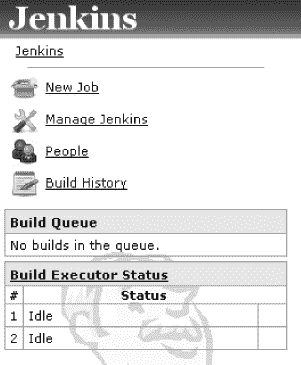 Jenkins
Jenkins
New Job
Manage Jenkins
People
Build History
Build Queue
No builds in the queue.
Build Executor Status
# Status
1 Idle
2 Idle